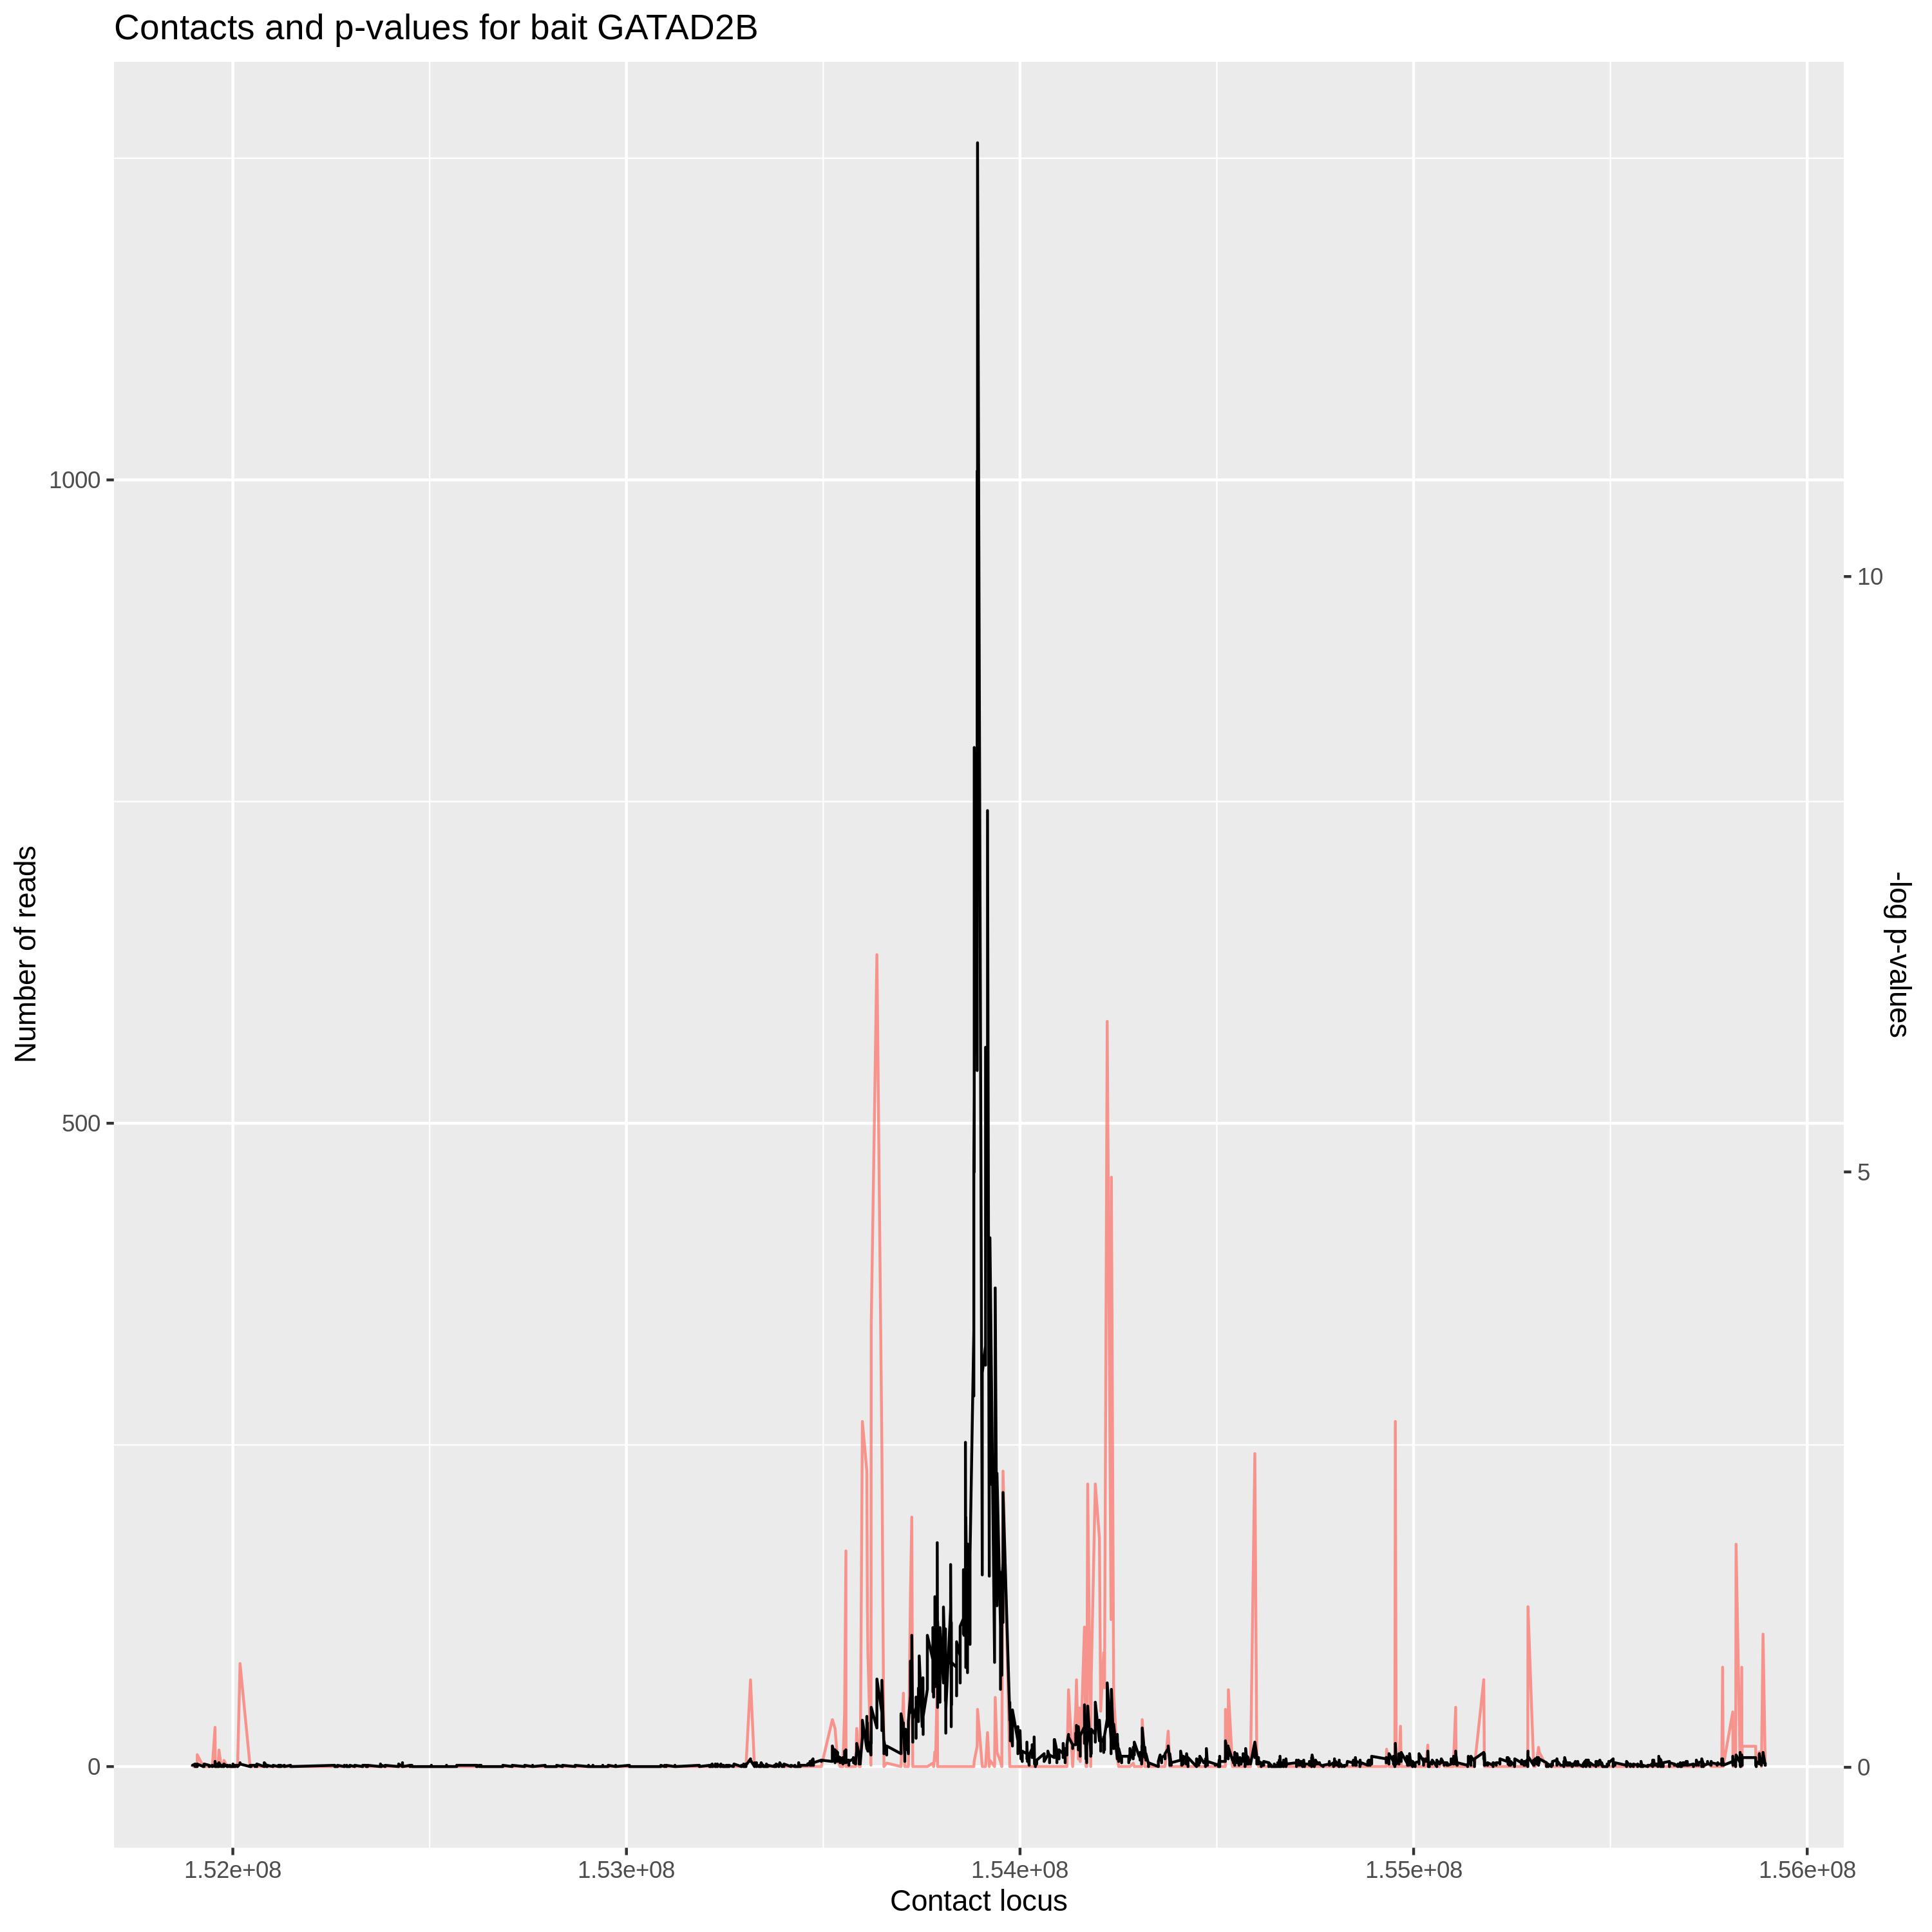 Contacts and p-values for bait GATAD2B
Number of reads
1000
500
0
10
5
0
-log p-values
1.52e+08
1.53e+08
1.54e+08
1.55e+08
1.56e+08
Contact locus